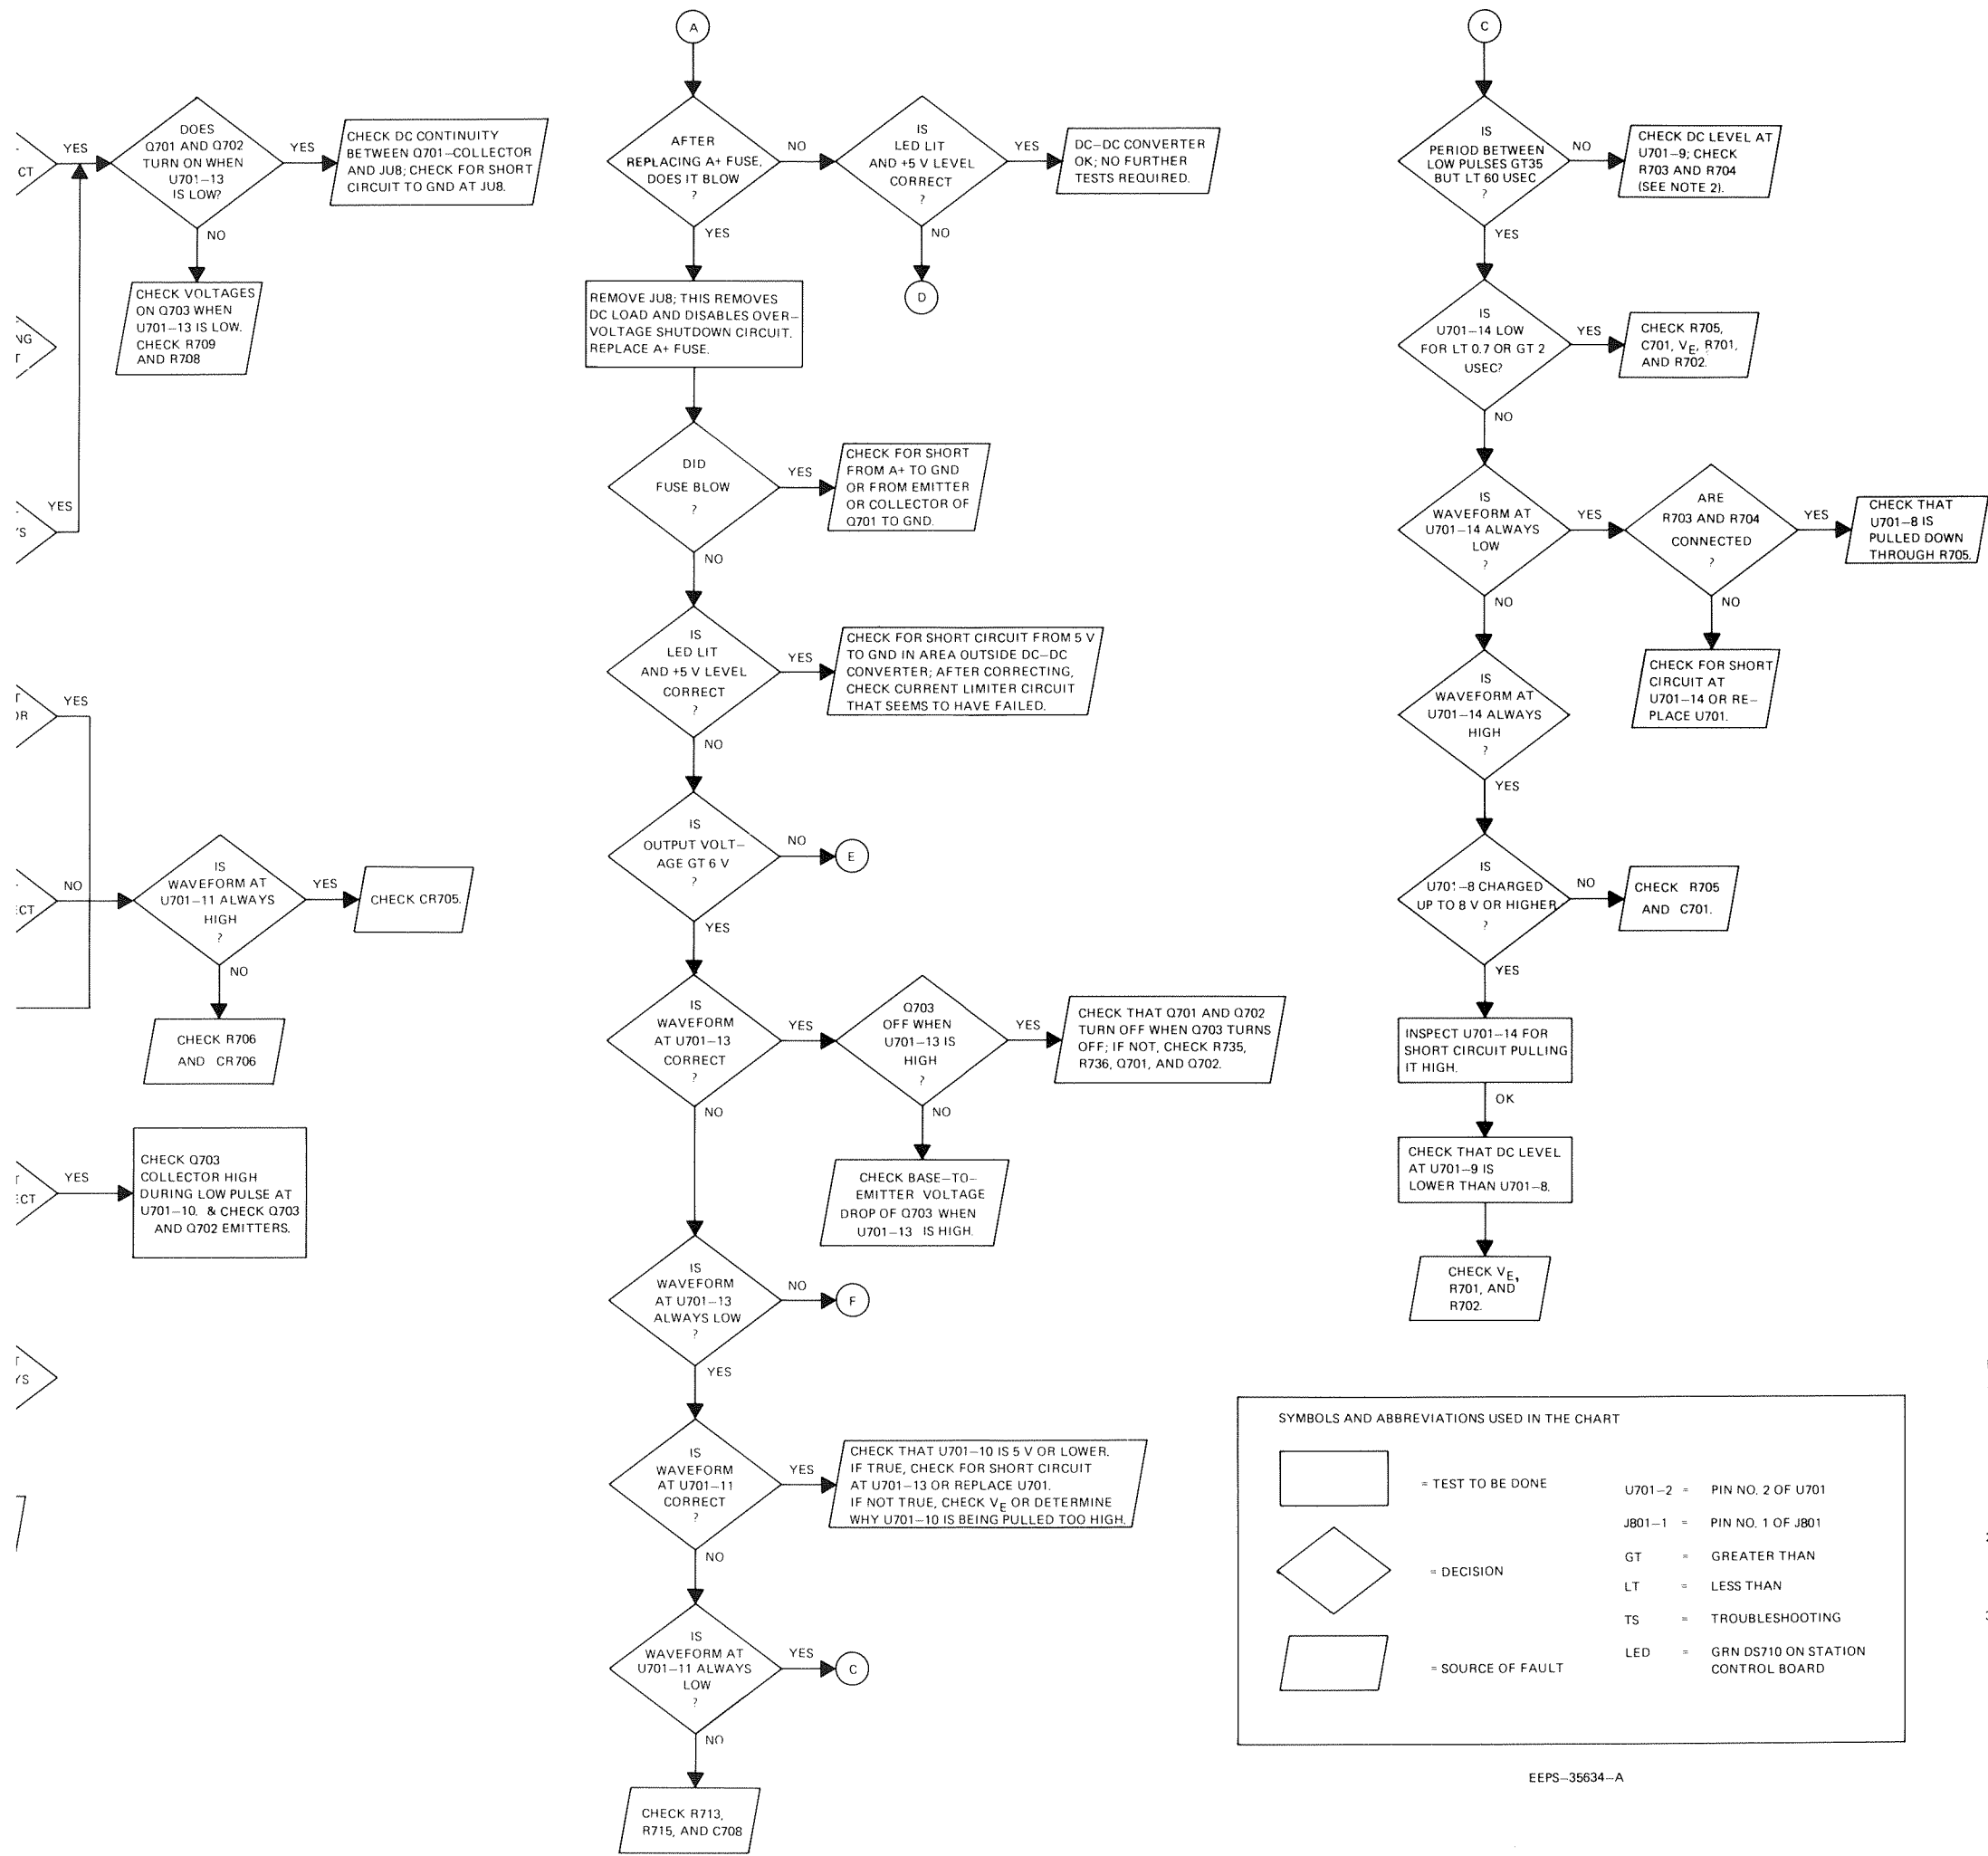 CT
YES
DOES
Q701 AND Q702
TURN ON WHEN
U701-13
IS LOW?
YES
CHECK DC CONTINUITY
BETWEEN Q701-COLLECTOR
AND JU8; CHECK FOR SHORT
CIRCUIT TO GND AT JU8.
NO
CHECK VOLTAGES
ON Q703 WHEN
U701-13 IS LOW.
CHECK R709
AND R708
NG
T
YES
'S
YES
OR
NO
ECT
IS
WAVEFORM AT
U701-11 ALWAYS
HIGH
?
YES
CHECK CR705.
NO
CHECK R706
AND CR706
T
ECT
YES
CHECK Q703
COLLECTOR HIGH
DURING LOW PULSE AT
U701-10. & CHECK Q703
AND Q702 EMITTERS.
T
YS
A
AFTER
REPLACING A+ FUSE,
DOES IT BLOW
?
NO
IS
LED LIT
AND +5 V LEVEL
CORRECT
?
YES
DC-DC CONVERTER
OK; NO FURTHER
TESTS REQUIRED.
NO
D
YES
REMOVE JU8; THIS REMOVES
DC LOAD AND DISABLES OVER-
VOLTAGE SHUTDOWN CIRCUIT.
REPLACE A+ FUSE.
DID
FUSE BLOW
?
YES
CHECK FOR SHORT
FROM A+ TO GND
OR FROM EMITTER
OR COLLECTOR OF
Q701 TO GND.
NO
IS
LED LIT
AND +5 V LEVEL
CORRECT
?
YES
CHECK FOR SHORT CIRCUIT FROM 5 V
TO GND IN AREA OUTSIDE DC-DC
CONVERTER; AFTER CORRECTING,
CHECK CURRENT LIMITER CIRCUIT
THAT SEEMS TO HAVE FAILED.
NO
IS
OUTPUT VOLT-
AGE GT 6 V
?
NO
E
YES
IS
WAVEFORM
AT U701-13
CORRECT
?
YES
Q703
OFF WHEN
U701-13 IS
HIGH
?
YES
CHECK THAT Q701 AND Q702
TURN OFF WHEN Q703 TURNS
OFF; IF NOT, CHECK R735,
R736, Q701, AND Q702.
NO
CHECK BASE-TO-
EMITTER VOLTAGE
DROP OF Q703 WHEN
U701-13 IS HIGH.
NO
IS
WAVEFORM
AT U701-13
ALWAYS LOW
?
NO
F
YES
IS
WAVEFORM
AT U701-11
CORRECT
?
YES
CHECK THAT U701-10 IS 5 V OR LOWER.
IF TRUE, CHECK FOR SHORT CIRCUIT
AT U701-13 OR REPLACE U701.
IF NOT TRUE, CHECK VE OR DETERMINE
WHY U701-10 IS BEING PULLED TOO HIGH.
NO
IS
WAVEFORM AT
U701-11 ALWAYS
LOW
?
YES
C
NO
CHECK R713,
R715, AND C708
C
IS
PERIOD BETWEEN
LOW PULSES GT35
BUT LT 60 USEC
?
NO
CHECK DC LEVEL AT
U701-9; CHECK
R703 AND R704
(SEE NOTE 2).
YES
IS
U701-14 LOW
FOR LT 0.7 OR GT 2
USEC?
YES
CHECK R705,
C701, VE, R701,
AND R702.
NO
IS
WAVEFORM AT
U701-14 ALWAYS
LOW
?
YES
ARE
R703 AND R704
CONNECTED
?
YES
CHECK THAT
U701-8 IS
PULLED DOWN
THROUGH R705.
NO
CHECK FOR SHORT
CIRCUIT AT
U701-14 OR RE-
PLACE U701.
NO
IS
WAVEFORM AT
U701-14 ALWAYS
HIGH
?
YES
IS
U701-8 CHARGED
UP TO 8 V OR HIGHER
?
NO
CHECK R705
AND C701.
YES
INSPECT U701-14 FOR
SHORT CIRCUIT PULLING
IT HIGH.
OK
CHECK THAT DC LEVEL
AT U701-9 IS
LOWER THAN U701-8.
CHECK VE,
R701, AND
R702.
SYMBOLS AND ABBREVIATIONS USED IN THE CHART
= TEST TO BE DONE
= DECISION
= SOURCE OF FAULT
U701-2 = PIN NO. 2 OF U701
J801-1 = PIN NO. 1 OF J801
GT = GREATER THAN
LT = LESS THAN
TS = TROUBLESHOOTING
LED = GRN DS710 ON STATION
CONTROL BOARD
EEPS-35634-A